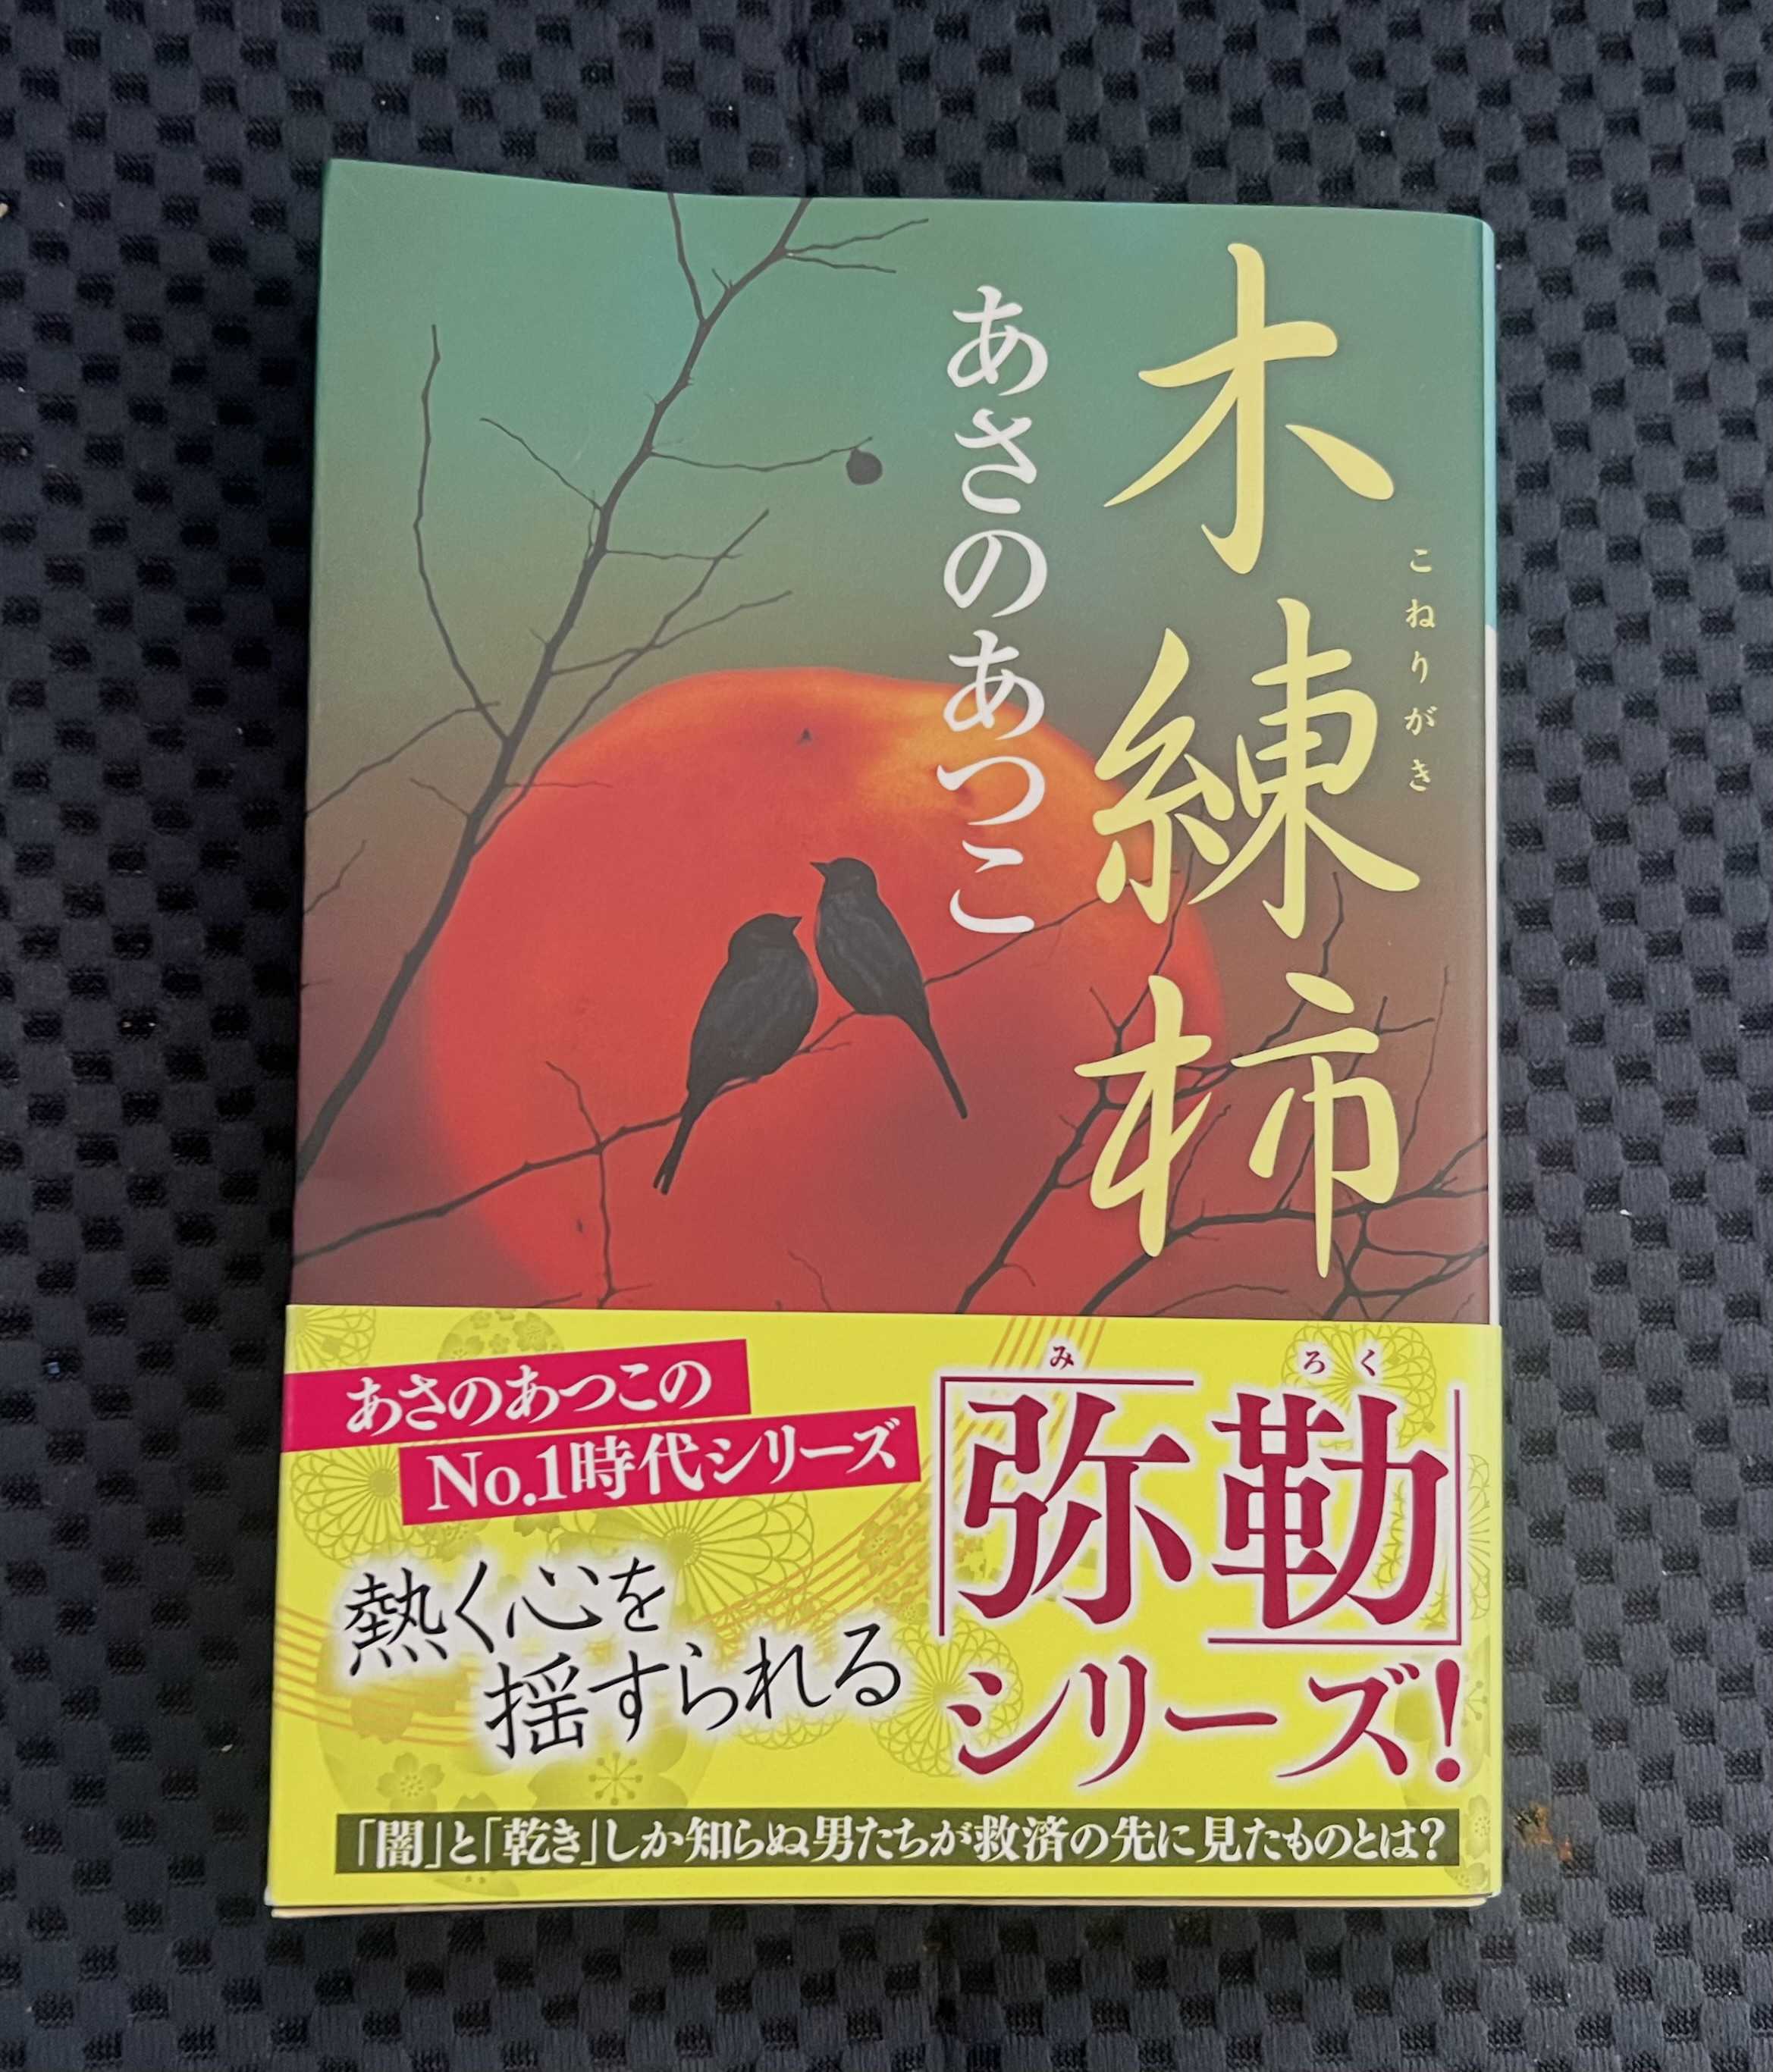 木練柿
こねりがき
あさのあつこ
あさのあつこの
No.1時代シリーズ
みろく
「弥勒」
シリーズ!
熱く心を
揺すられる
「闇」と「乾き」しか知らぬ男たちが救済の先に見たものとは?